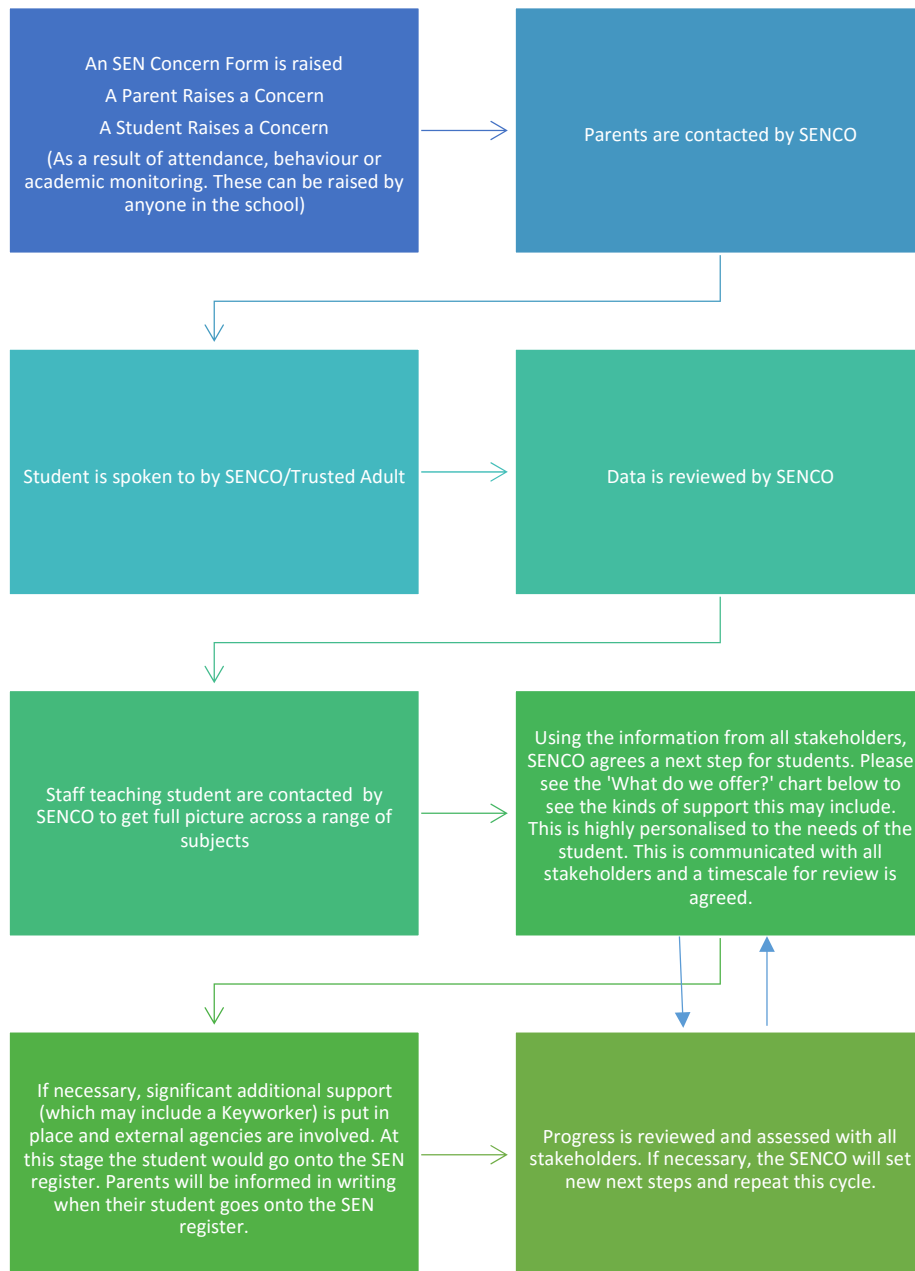 An SEN Concern Form is raised
A Parent Raises a Concern
A Student Raises a Concern
(As a result of attendance, behaviour or
academic monitoring. These can be raised by
anyone in the school)
Parents are contacted by SENCO
Student is spoken to by SENCO/Trusted Adult
Data is reviewed by SENCO
Staff teaching student are contacted  by
SENCO to get full picture across a range of
subjects
Using the information from all stakeholders,
SENCO agrees a next step for students. Please
see the 'What do we offer?' chart below to
see the kinds of support this may include.
This is highly personalised to the needs of the
student. This is communicated with all
stakeholders and a timescale for review is
agreed.
If necessary, significant additional support
(which may include a Keyworker) is put in
place and external agencies are involved. At
this stage the student would go onto the SEN
register. Parents will be informed in writing
when their student goes onto the SEN
register.
Progress is reviewed and assessed with all
stakeholders. If necessary, the SENCO will set
new next steps and repeat this cycle.